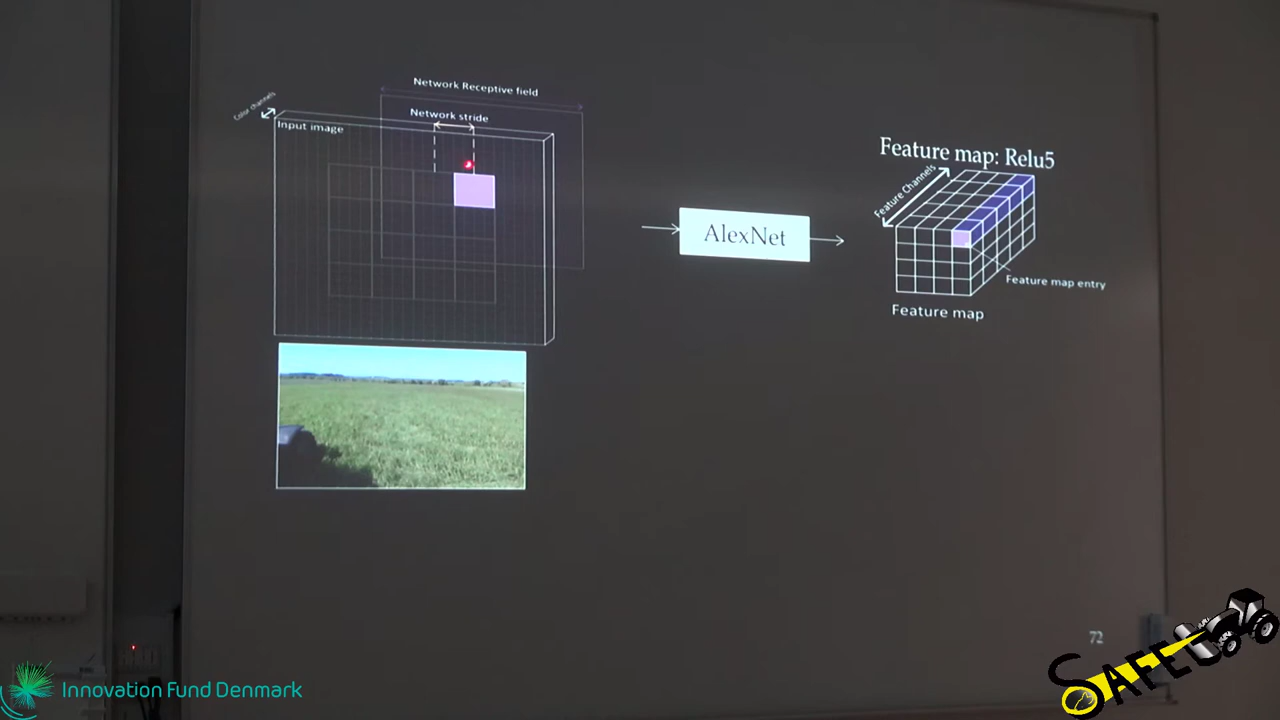 Network Receptive field
Network stride
Color channels
Input image
AlexNet
Feature map: Relu5
Feature Channels
Feature map entry
Feature map
72
Innovation Fund Denmark
SAFE